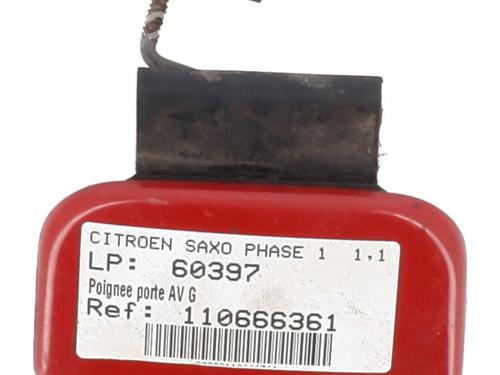 CITROEN SAXO PHASE 1 1,1
LP: 60397
Poignee porte AV G
Ref: 110666361